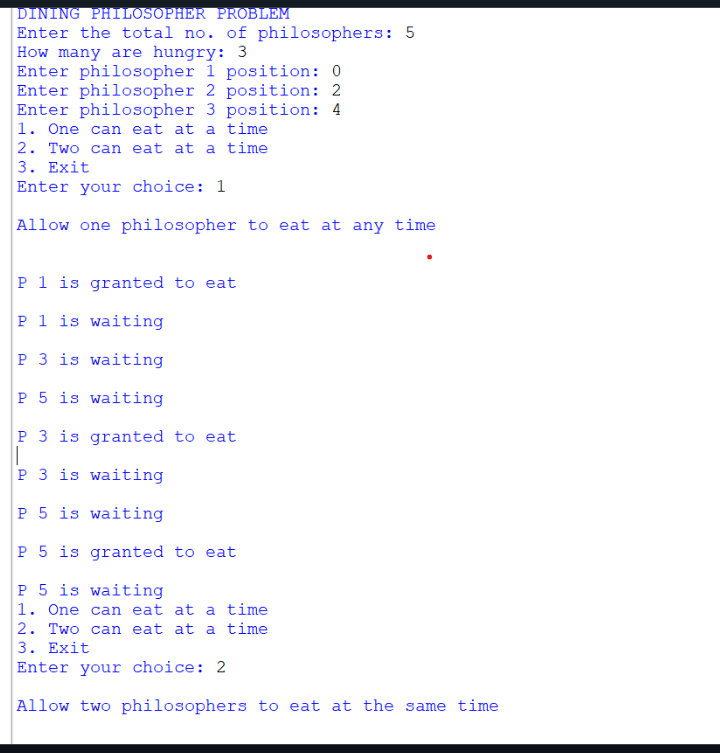 DINING PHILOSOPHER PROBLEM
Enter the total no. of philosophers: 5
How many are hungry: 3
Enter philosopher 1 position: 0
Enter philosopher 2 position: 2
Enter philosopher 3 position: 4
1. One can eat at a time
2. Two can eat at a time
3. Exit
Enter your choice: 1
Allow one philosopher to eat at any time
P 1 is granted to eat
P 1 is waiting
P 3 is waiting
P 5 is waiting
P 3 is granted to eat
P 3 is waiting
P 5 is waiting
P 5 is granted to eat
P 5 is waiting
1. One can eat at a time
2. Two can eat at a time
3. Exit
Enter your choice: 2
Allow two philosophers to eat at the same time